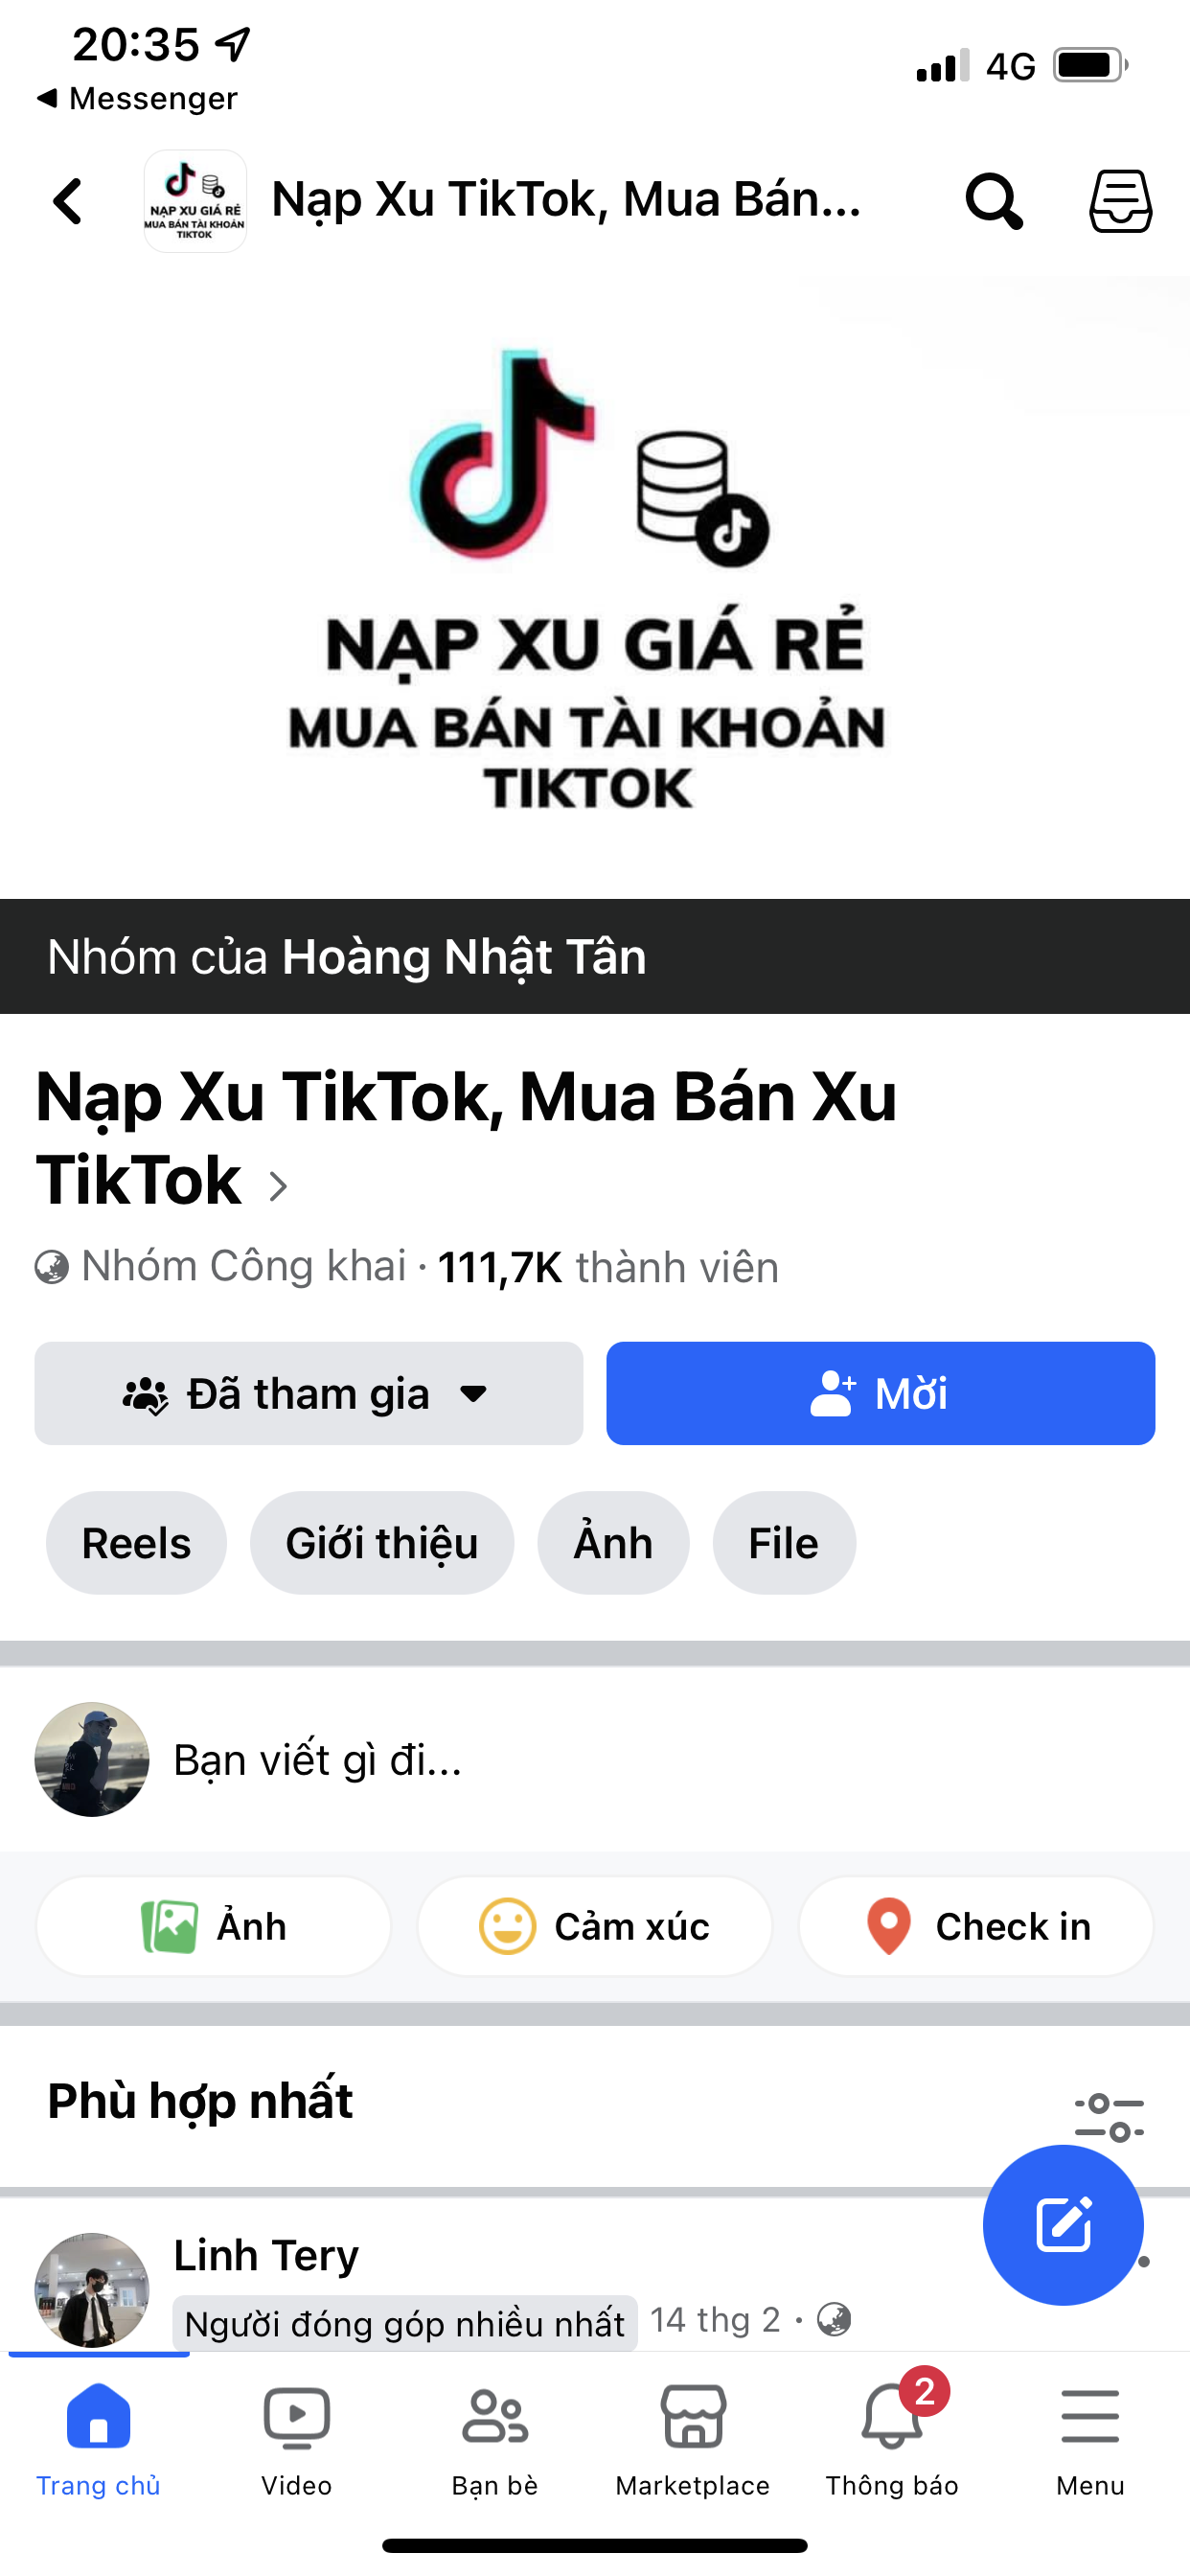 20:35
Messenger
4G
NẠP XU GIÁ RẺ
MUA BÁN TÀI KHOẢN
TIKTOK
Nạp Xu TikTok, Mua Bán...
NẠP XU GIÁ RẺ
MUA BÁN TÀI KHOẢN
TIKTOK
Nhóm của Hoàng Nhật Tân
Nạp Xu TikTok, Mua Bán Xu
TikTok
Nhóm Công khai · 111,7K thành viên
Đã tham gia
Mời
Reels
Giới thiệu
Ảnh
File
Bạn viết gì đi...
Ảnh
Cảm xúc
Check in
Phù hợp nhất
Linh Tery
Người đóng góp nhiều nhất 14 thg 2 ·
2
Trang chủ
Video
Bạn bè
Marketplace
Thông báo
Menu